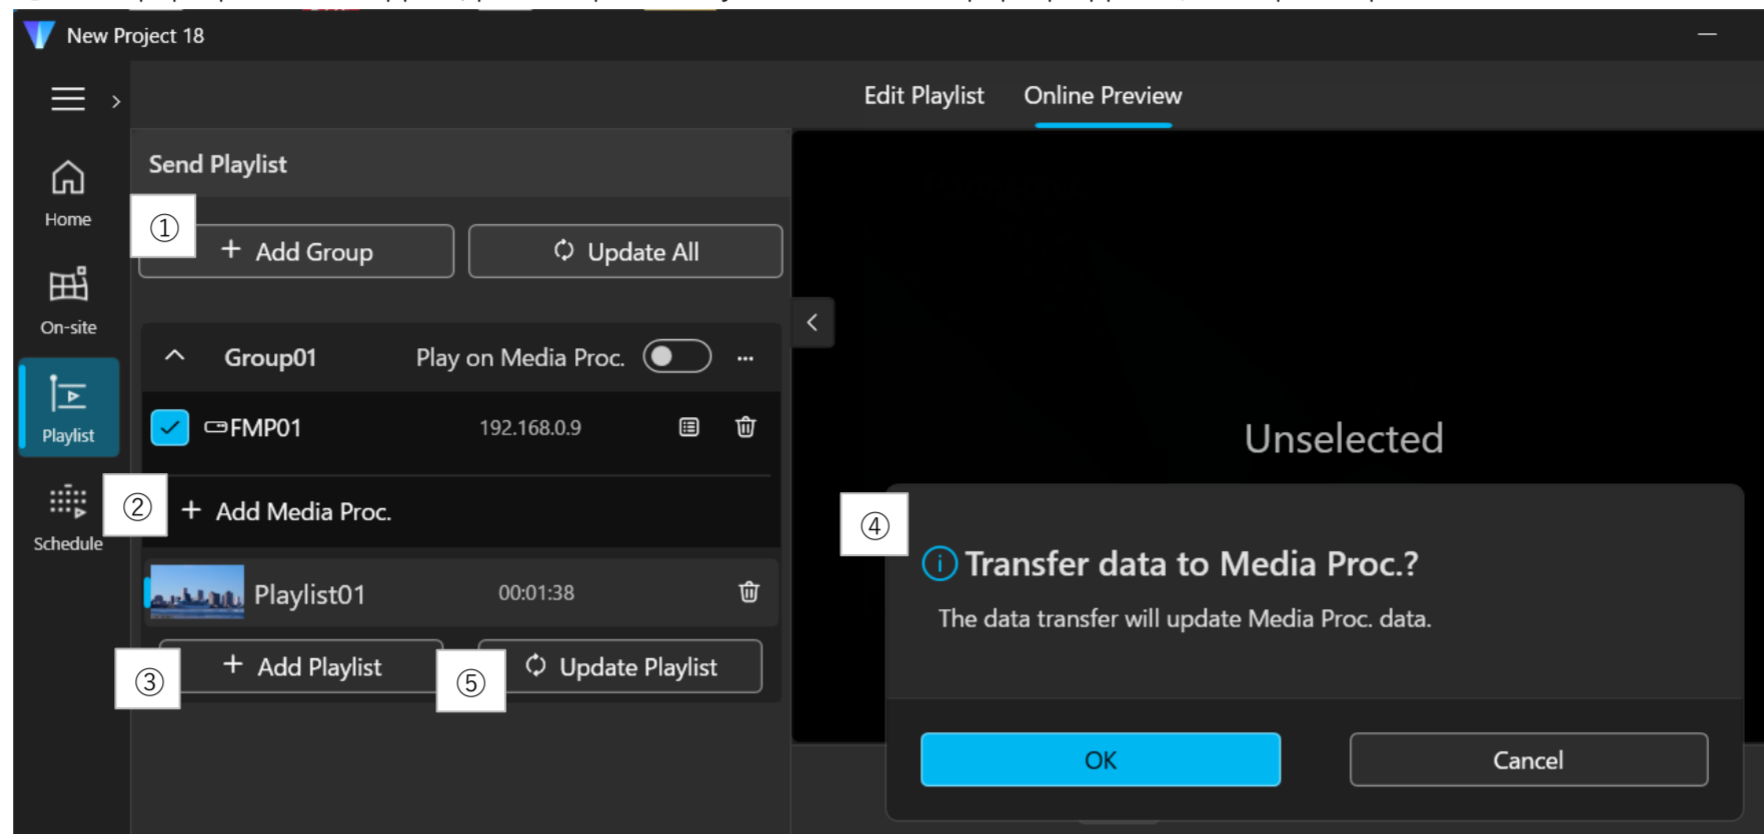 New Project 18
Edit Playlist Online Preview
Send Playlist
Home
①
+ Add Group
Update All
On-site
Group01 Play on Media Proc. ...
FMP01 192.168.0.9
Playlist
Unselected
②
+ Add Media Proc.
Schedule
④
Transfer data to Media Proc.?
The data transfer will update Media Proc. data.
Playlist01 00:01:38
③
+ Add Playlist
⑤
Update Playlist
OK
Cancel